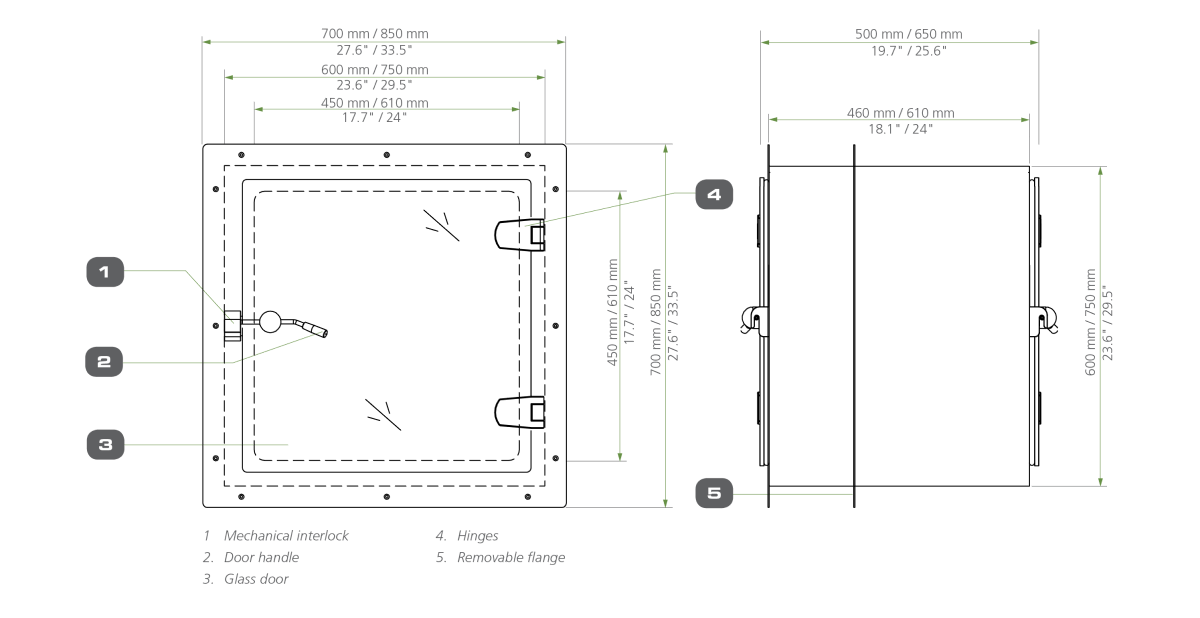 700 mm / 850 mm
27.6" / 33.5"
600 mm / 750 mm
23.6" / 29.5"
450 mm / 610 mm
17.7" / 24"
500 mm / 650 mm
19.7" / 25.6"
460 mm / 610 mm
18.1" / 24"
4
1
450 mm / 610 mm
17.7" / 24"
700 mm / 850 mm
27.6" / 33.5"
600 mm / 750 mm
23.6" / 29.5"
2
3
5
1 Mechanical interlock
2. Door handle
3. Glass door
4. Hinges
5. Removable flange